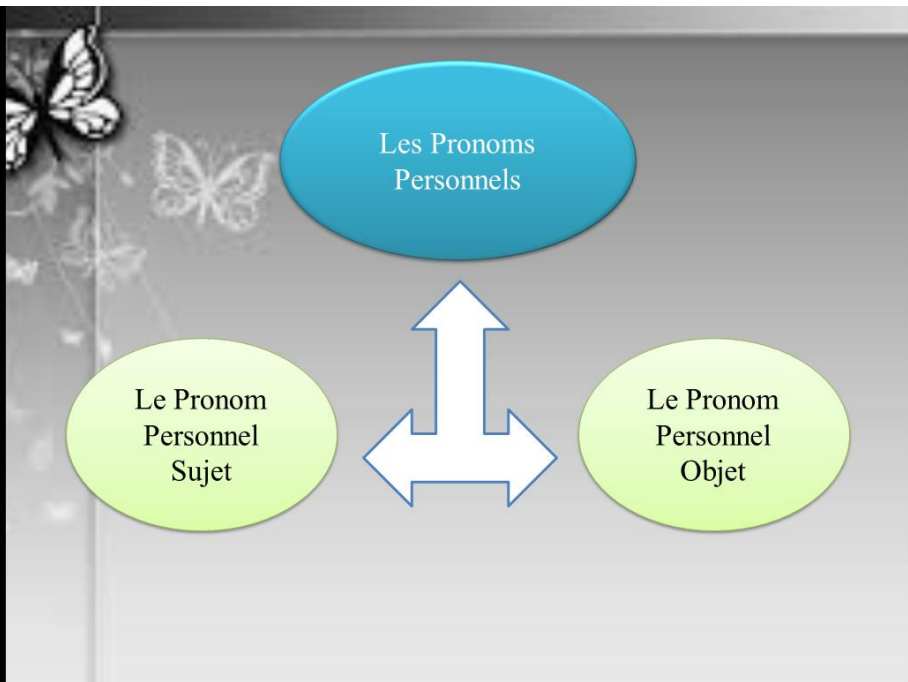 Les Pronoms
Personnels
Le Pronom
Personnel
Sujet
Le Pronom
Personnel
Objet